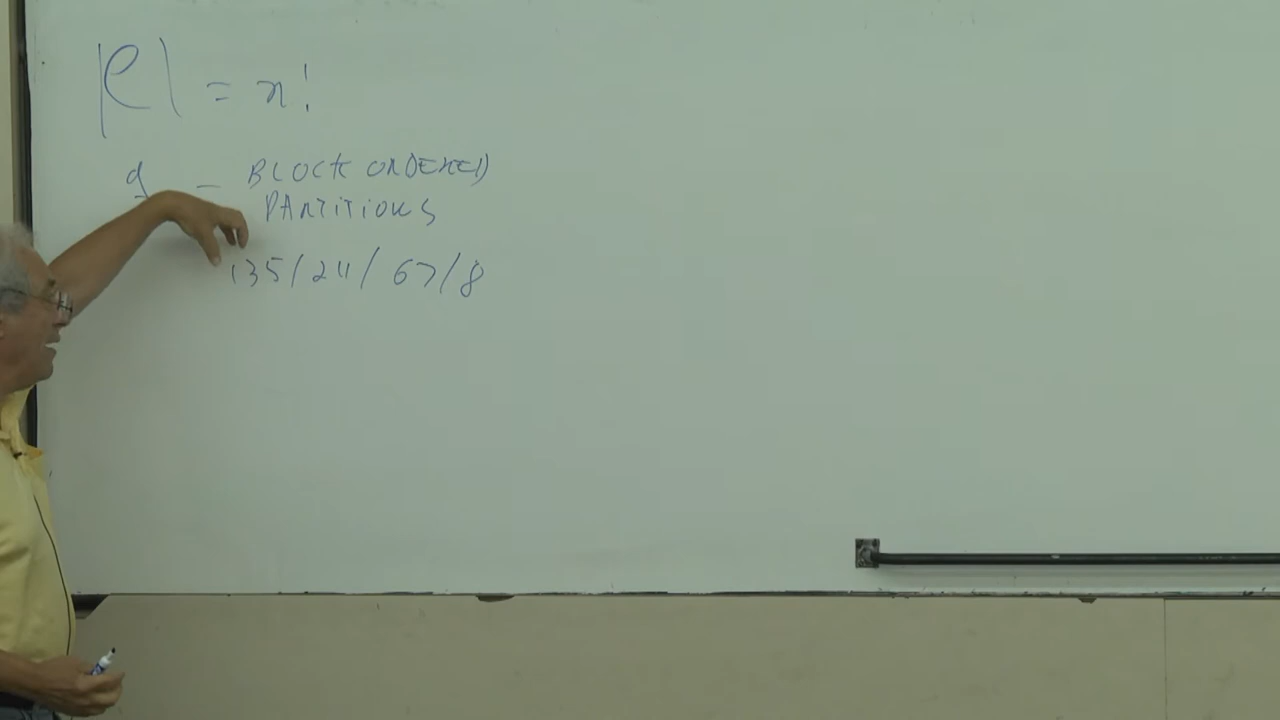 |C| = n!
g - BLOCK ORDERED
PARTITIONS
135/24/67/8